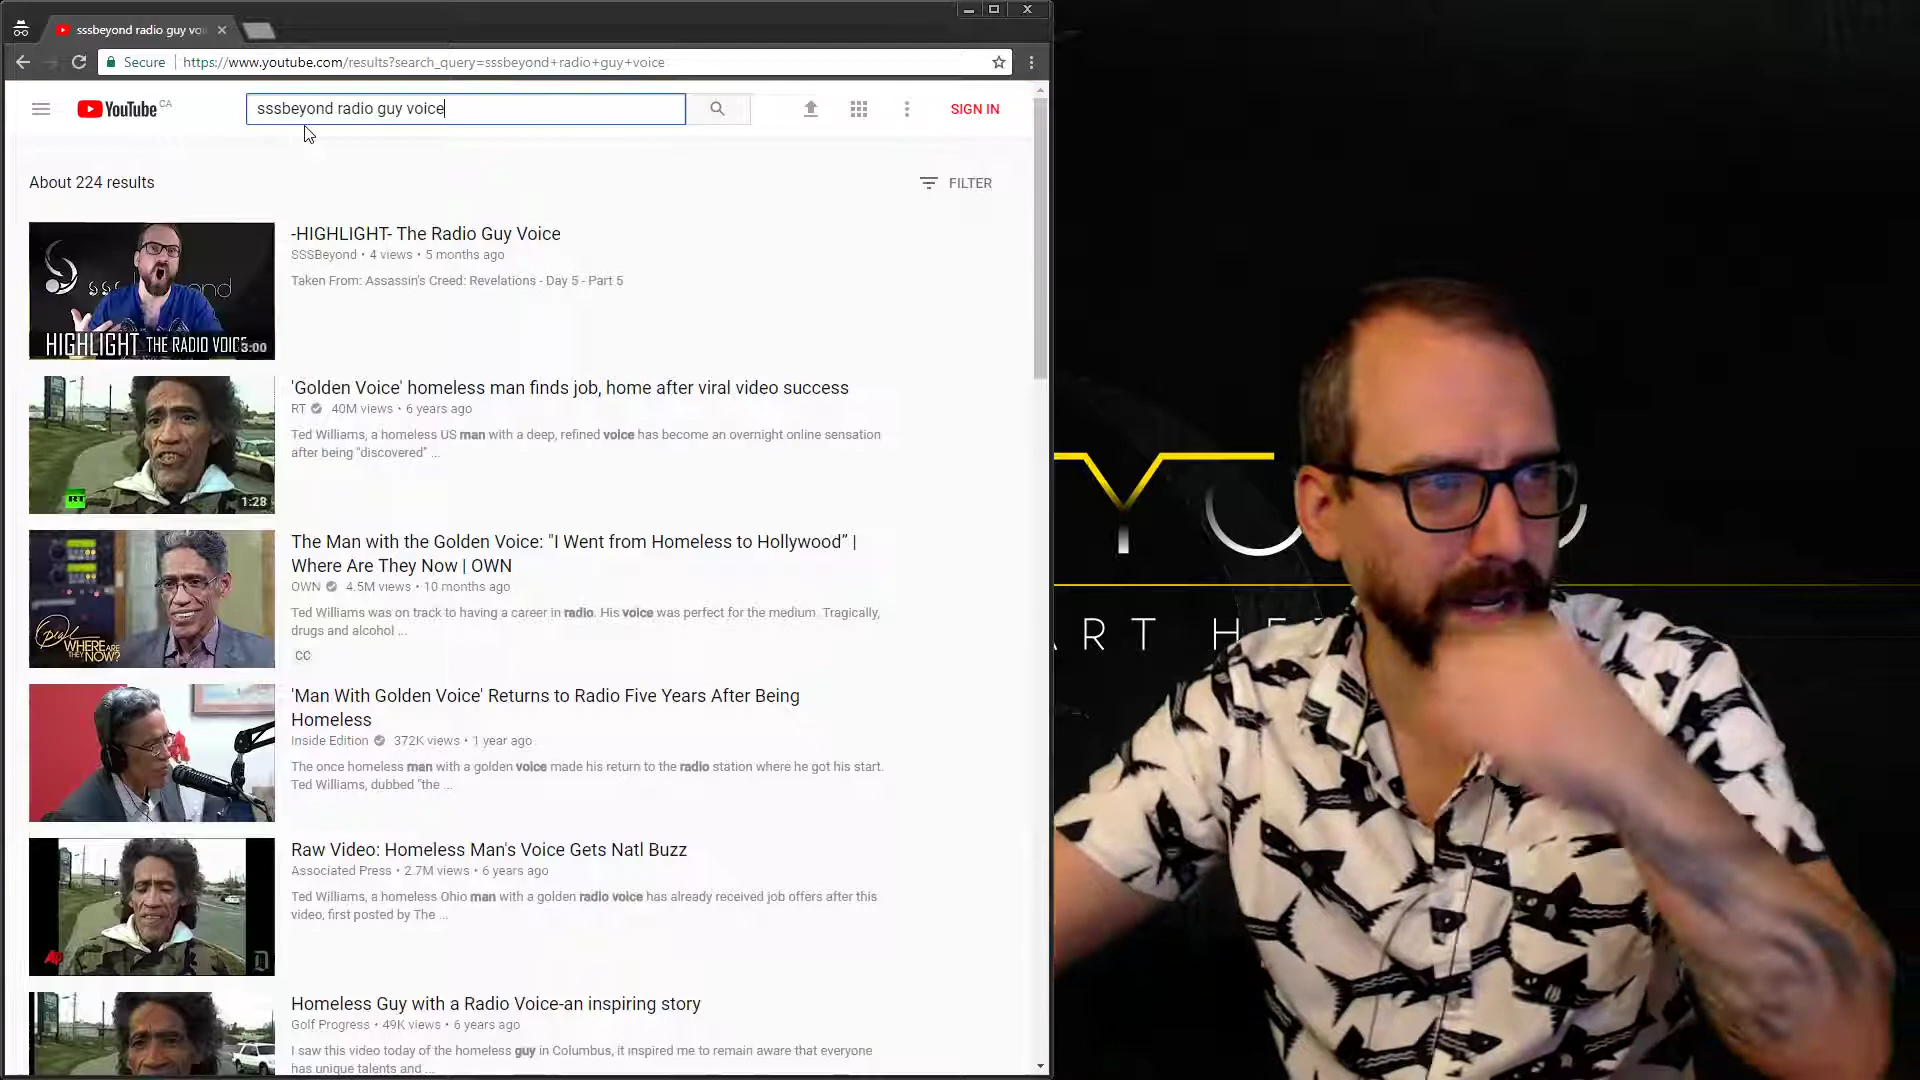 sssbeyond radio guy voi
Secure
https://www.youtube.com/results?search_query=sssbeyond+radio+guy+voice
YouTube CA
sssbeyond radio guy voice
SIGN IN
About 224 results
FILTER
-HIGHLIGHT- The Radio Guy Voice
SSSBeyond • 4 views • 5 months ago
Taken From: Assassin's Creed: Revelations - Day 5 - Part 5
HIGHLIGHT THE RADIO VOICE
3:00
'Golden Voice' homeless man finds job, home after viral video success
RT 40M views • 6 years ago
Ted Williams, a homeless US man with a deep, refined voice has become an overnight online sensation
after being "discovered" ...
RT
1:28
The Man with the Golden Voice: "I Went from Homeless to Hollywood” |
Where Are They Now | OWN
OWN 4.5M views • 10 months ago
Ted Williams was on track to having a career in radio. His voice was perfect for the medium. Tragically,
drugs and alcohol ...
CC
Oprah
WHERE ARE
THEY NOW?
'Man With Golden Voice' Returns to Radio Five Years After Being
Homeless
Inside Edition 372K views • 1 year ago
The once homeless man with a golden voice made his return to the radio station where he got his start.
Ted Williams, dubbed "the ...
Raw Video: Homeless Man's Voice Gets Natl Buzz
Associated Press • 2.7M views • 6 years ago
Ted Williams, a homeless Ohio man with a golden radio voice has already received job offers after this
video, first posted by The ...
AP
D
Homeless Guy with a Radio Voice-an inspiring story
Golf Progress • 49K views • 6 years ago
I saw this video today of the homeless guy in Columbus, it inspired me to remain aware that everyone
has unique talents and ...
YO
ART HE